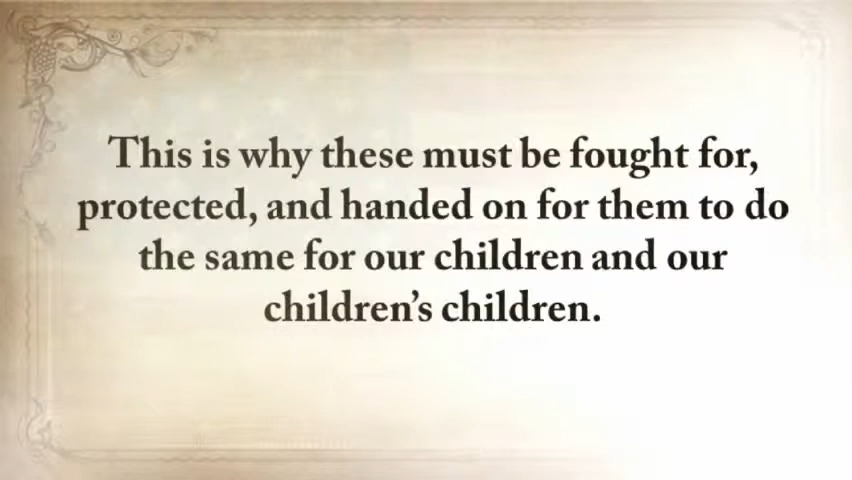 This is why these must be fought for,
protected, and handed on for them to do
the same for our children and our
children’s children.